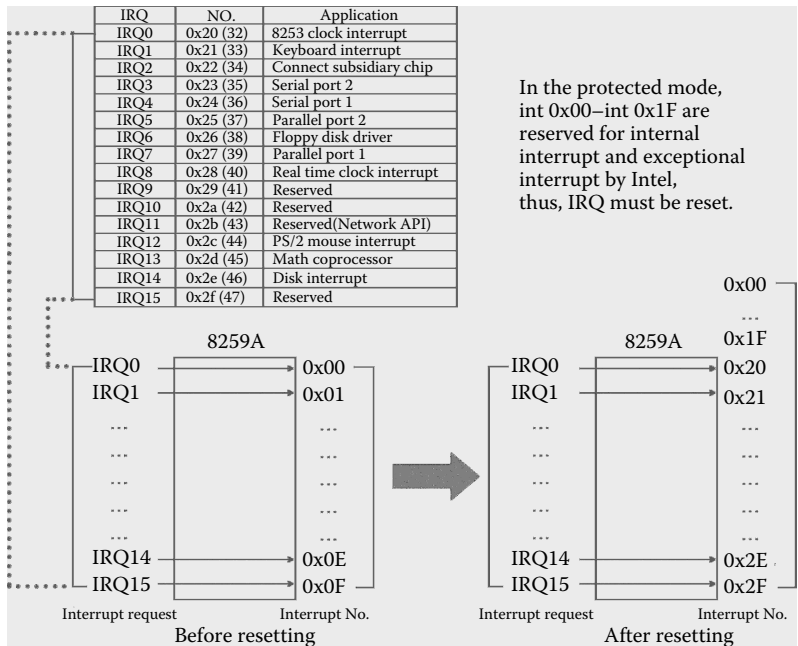 IRQ NO. Application
IRQ0 0x20 (32) 8253 clock interrupt
IRQ1 0x21 (33) Keyboard interrupt
IRQ2 0x22 (34) Connect subsidiary chip
IRQ3 0x23 (35) Serial port 2
IRQ4 0x24 (36) Serial port 1
IRQ5 0x25 (37) Parallel port 2
IRQ6 0x26 (38) Floppy disk driver
IRQ7 0x27 (39) Parallel port 1
IRQ8 0x28 (40) Real time clock interrupt
IRQ9 0x29 (41) Reserved
IRQ10 0x2a (42) Reserved
IRQ11 0x2b (43) Reserved(Network API)
IRQ12 0x2c (44) PS/2 mouse interrupt
IRQ13 0x2d (45) Math coprocessor
IRQ14 0x2e (46) Disk interrupt
IRQ15 0x2f (47) Reserved
In the protected mode,
int 0x00–int 0x1F are
reserved for internal
interrupt and exceptional
interrupt by Intel,
thus, IRQ must be reset.
8259A
IRQ0 0x00
IRQ1 0x01
... ...
... ...
... ...
... ...
... ...
IRQ14 0x0E
IRQ15 0x0F
Interrupt request Interrupt No.
Before resetting
0x00
...
8259A 0x1F
IRQ0 0x20
IRQ1 0x21
... ...
... ...
... ...
... ...
... ...
IRQ14 0x2E
IRQ15 0x2F
Interrupt request Interrupt No.
After resetting